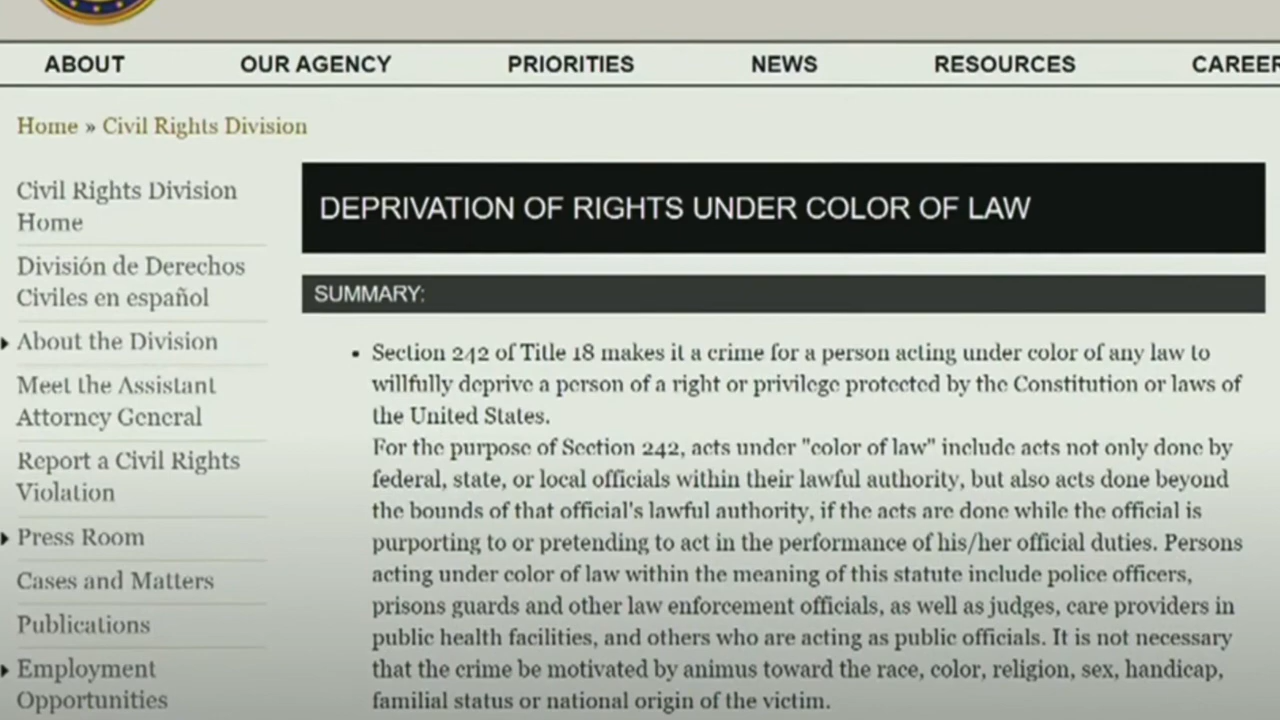 ABOUT OUR AGENCY PRIORITIES NEWS RESOURCES CAREER
Home » Civil Rights Division
Civil Rights Division
Home
División de Derechos
Civiles en español
About the Division
Meet the Assistant
Attorney General
Report a Civil Rights
Violation
Press Room
Cases and Matters
Publications
Employment
Opportunities
DEPRIVATION OF RIGHTS UNDER COLOR OF LAW
SUMMARY:
• Section 242 of Title 18 makes it a crime for a person acting under color of any law to
willfully deprive a person of a right or privilege protected by the Constitution or laws of
the United States.
For the purpose of Section 242, acts under "color of law" include acts not only done by
federal, state, or local officials within their lawful authority, but also acts done beyond
the bounds of that official's lawful authority, if the acts are done while the official is
purporting to or pretending to act in the performance of his/her official duties. Persons
acting under color of law within the meaning of this statute include police officers,
prisons guards and other law enforcement officials, as well as judges, care providers in
public health facilities, and others who are acting as public officials. It is not necessary
that the crime be motivated by animus toward the race, color, religion, sex, handicap,
familial status or national origin of the victim.